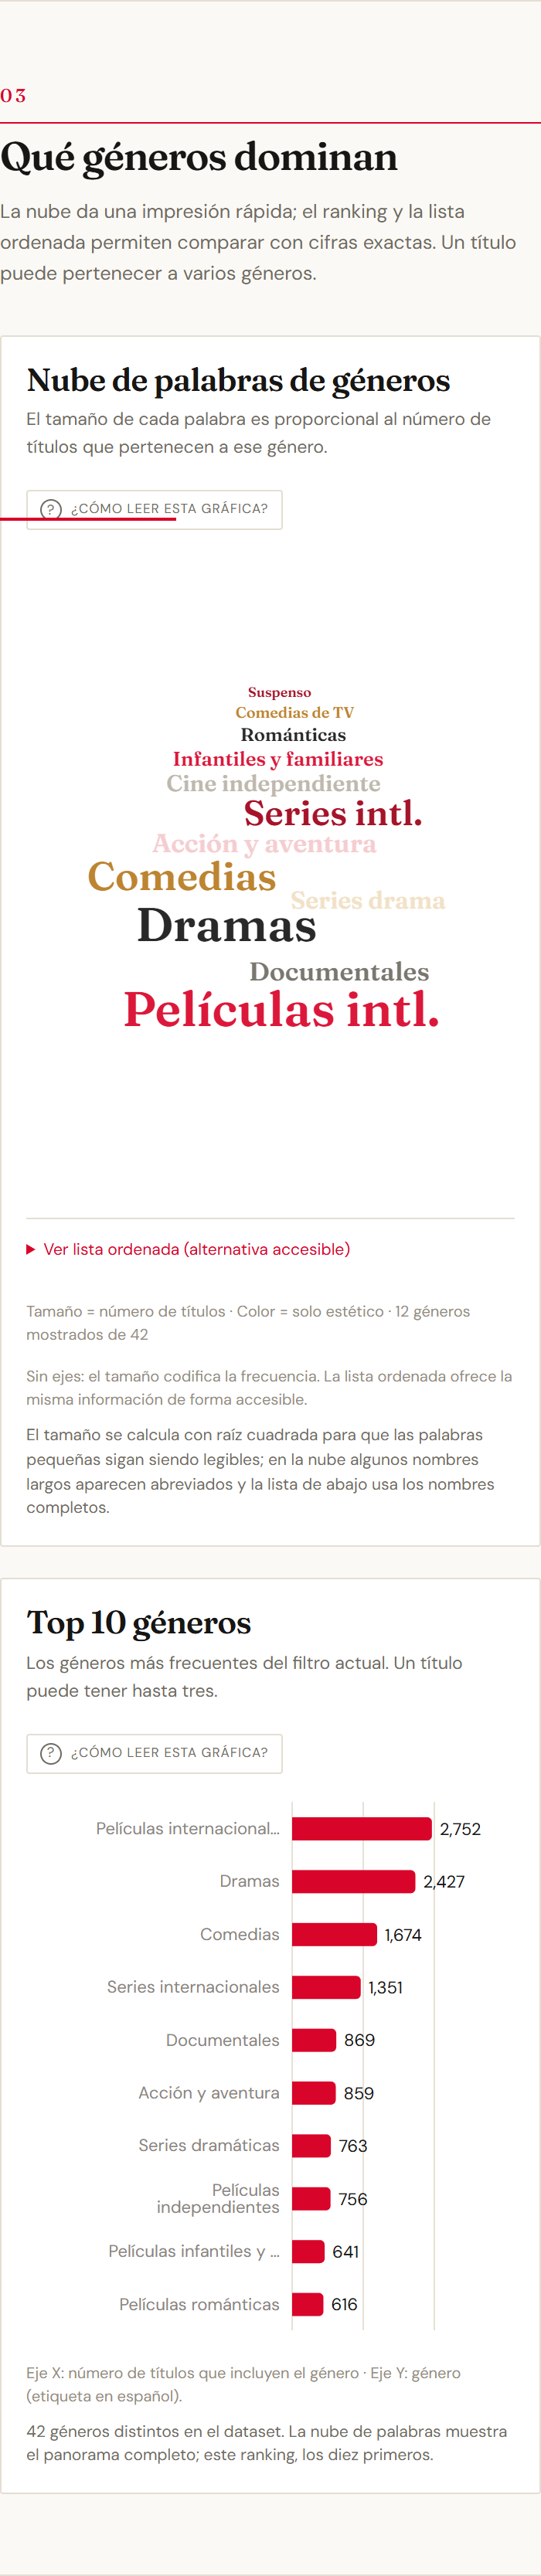 03
Qué géneros dominan
La nube da una impresión rápida; el ranking y la lista
ordenada permiten comparar con cifras exactas. Un título
puede pertenecer a varios géneros.
Nube de palabras de géneros
El tamaño de cada palabra es proporcional al número de
títulos que pertenecen a ese género.
? ¿CÓMO LEER ESTA GRÁFICA?
Suspenso
Comedias de TV
Románticas
Infantiles y familiares
Cine independiente
Series intl.
Acción y aventura
Comedias
Series drama
Dramas
Documentales
Películas intl.
Ver lista ordenada (alternativa accesible)
Tamaño = número de títulos · Color = solo estético · 12 géneros
mostrados de 42
Sin ejes: el tamaño codifica la frecuencia. La lista ordenada ofrece la
misma información de forma accesible.
El tamaño se calcula con raíz cuadrada para que las palabras
pequeñas sigan siendo legibles; en la nube algunos nombres
largos aparecen abreviados y la lista de abajo usa los nombres
completos.
Top 10 géneros
Los géneros más frecuentes del filtro actual. Un título
puede tener hasta tres.
? ¿CÓMO LEER ESTA GRÁFICA?
Películas internacional... 2,752
Dramas 2,427
Comedias 1,674
Series internacionales 1,351
Documentales 869
Acción y aventura 859
Series dramáticas 763
Películas
independientes 756
Películas infantiles y ... 641
Películas románticas 616
Eje X: número de títulos que incluyen el género · Eje Y: género
(etiqueta en español).
42 géneros distintos en el dataset. La nube de palabras muestra
el panorama completo; este ranking, los diez primeros.